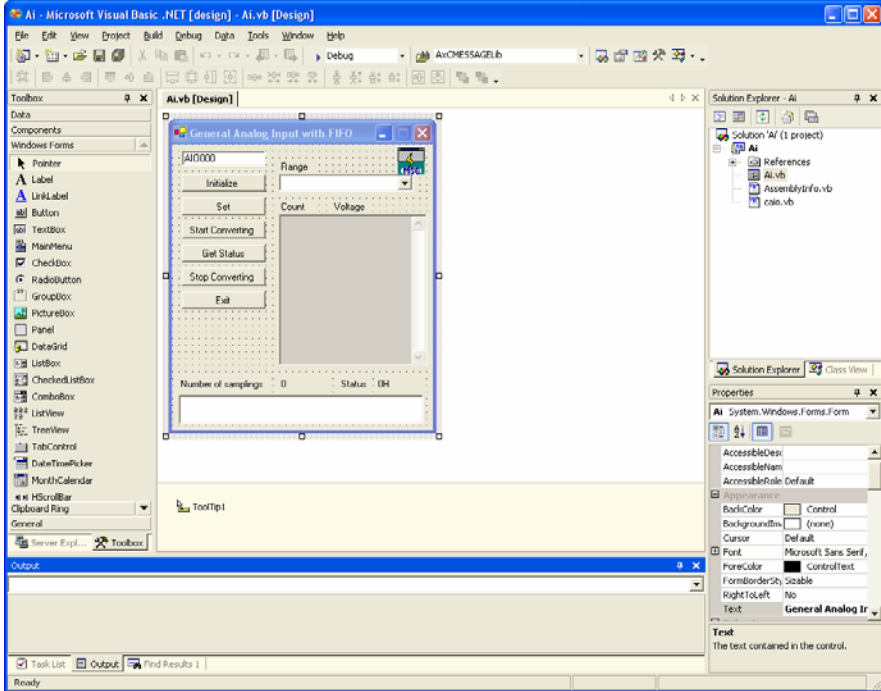 Ai - Microsoft Visual Basic .NET [design] - Ai.vb [Design]
File Edit View Project Build Debug Data Tools Window Help
Debug
AxCMESSAGELib
Toolbox
Data
Components
Windows Forms
Pointer
Label
LinkLabel
Button
TextBox
MainMenu
CheckBox
RadioButton
GroupBox
PictureBox
Panel
DataGrid
ListBox
CheckedListBox
ComboBox
ListView
TreeView
TabControl
DateTimePicker
MonthCalendar
HScrollBar
Clipboard Ring
General
Server Expl... Toolbox
Ai.vb [Design]
General Analog Input with FIFO
AIO000
Initialize
Set
Start Converting
Get Status
Stop Converting
Exit
Range
Count Voltage
Number of samplings 0 Status 0H
ToolTip1
Solution Explorer - Ai
Solution 'Ai' (1 project)
Ai
References
Ai.vb
AssemblyInfo.vb
caio.vb
Solution Explorer Class View
Properties
Ai System.Windows.Forms.Form
AccessibleDesc
AccessibleNam
AccessibleRole Default
Appearance
BackColor Control
BackgroundIm (none)
Cursor Default
Font Microsoft Sans Serif,
ForeColor ControlText
FormBorderSty Sizable
RightToLeft No
Text General Analog Ir
Text
The text contained in the control.
Output
Task List Output Find Results 1
Ready